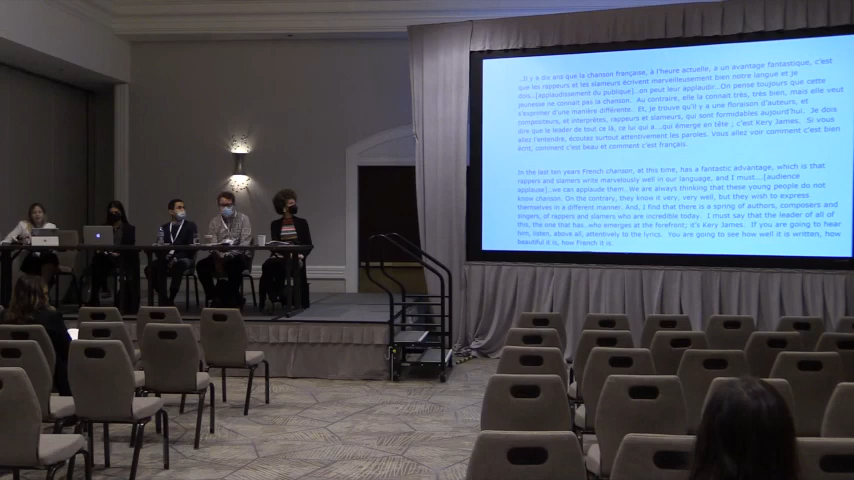 ..Il y a dix ans que la chanson française, à l'heure actuelle, a un avantage fantastique, c'est
que les rappeurs et les slameurs écrivent merveilleusement bien notre langue et je
dois..[applaudissement du publique]..on peut leur applaudir..On pense toujours que cette
jeunesse ne connaît pas la chanson. Au contraire, elle la connait très, très bien, mais elle veut
s'exprimer d'une manière différente. Et, je trouve qu'il y a une floraison d'auteurs, et
compositeurs, et interprètes, rappeurs et slameurs, qui sont formidables aujourd'hui. Je dois
dire que le leader de tout ce là, ce lui qui a...qui émerge en tête ; c'est Kery James. Si vous
allez l'entendre, écoutez surtout attentivement les paroles. Vous allez voir comment c'est bien
écrit, comment c'est beau et comment c'est français.
In the last ten years French chanson, at this time, has a fantastic advantage, which is that
rappers and slamers write marvelously well in our language, and I must....[audience
applause]...we can applaude them. We are always thinking that these young people do not
know chanson. On the contrary, they know it very, very well, but they wish to express
themselves in a different manner. And, I find that there is a spring of authors, composers and
singers, of rappers and slamers who are incredible today. I must say that the leader of all of
this, the one that has..who emerges at the forefront; it's Kery James. If you are going to hear
him, listen, above all, attentively to the lyrics. You are going to see how well it is written, how
beautiful it is, how French it is.